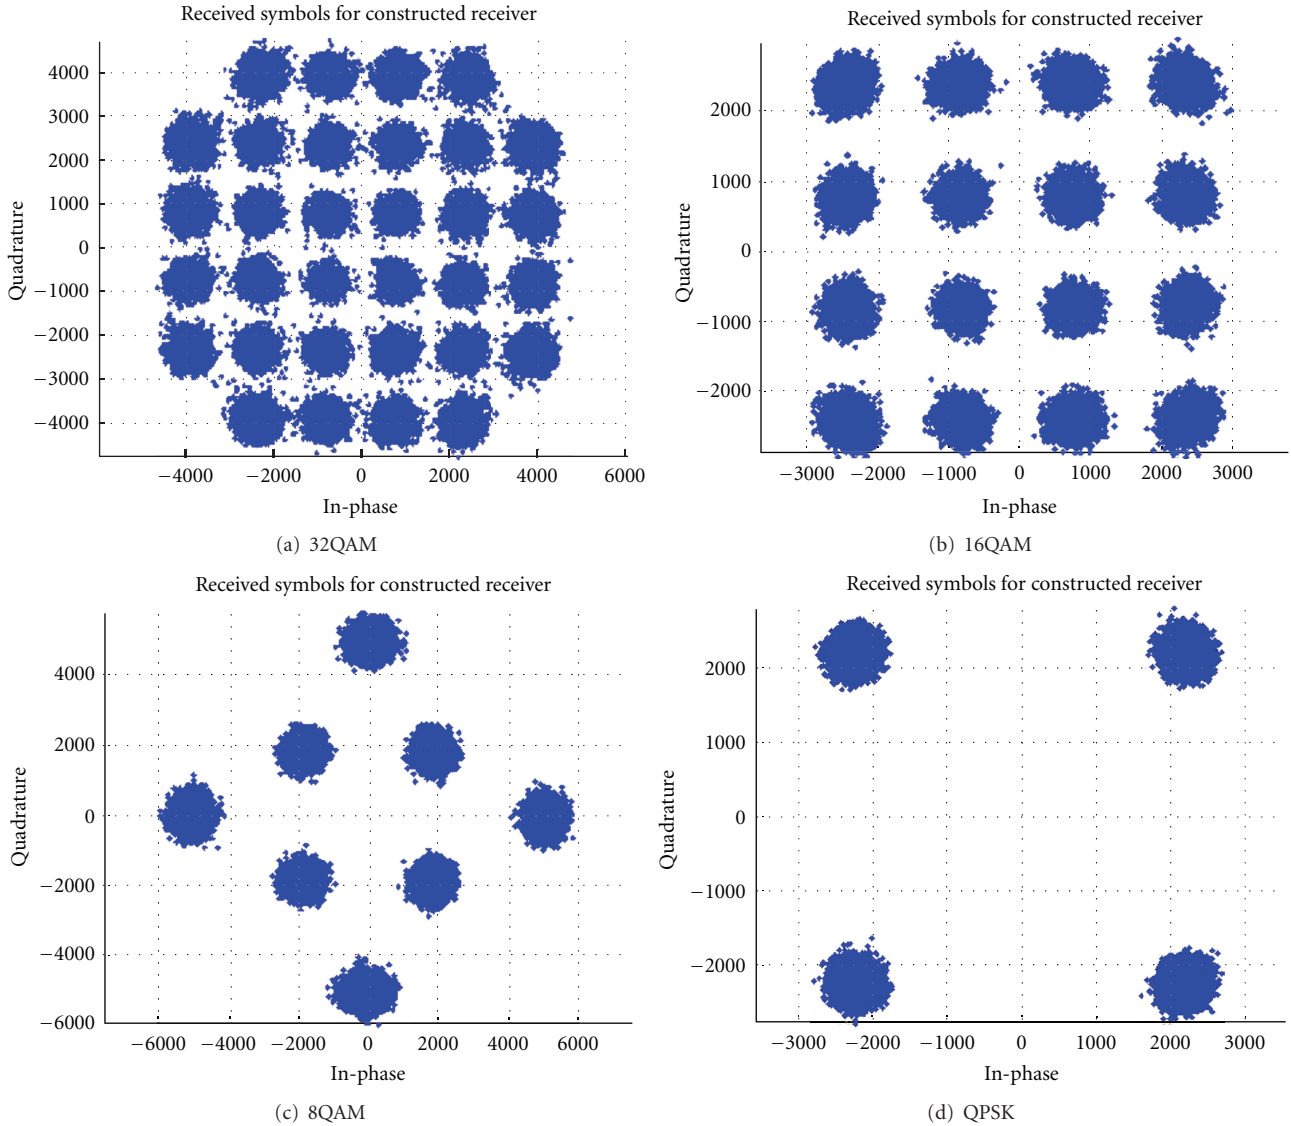 Received symbols for constructed receiver
4000
3000
2000
1000
0
−1000
−2000
−3000
−4000
Quadrature
−4000 −2000 0 2000 4000 6000
In-phase
(a) 32QAM
Received symbols for constructed receiver
2000
1000
0
−1000
−2000
Quadrature
−3000 −2000 −1000 0 1000 2000 3000
In-phase
(b) 16QAM
Received symbols for constructed receiver
4000
2000
0
−2000
−4000
−6000
Quadrature
−6000 −4000 −2000 0 2000 4000 6000
In-phase
(c) 8QAM
Received symbols for constructed receiver
2000
1000
0
−1000
−2000
Quadrature
−3000 −2000 −1000 0 1000 2000 3000
In-phase
(d) QPSK